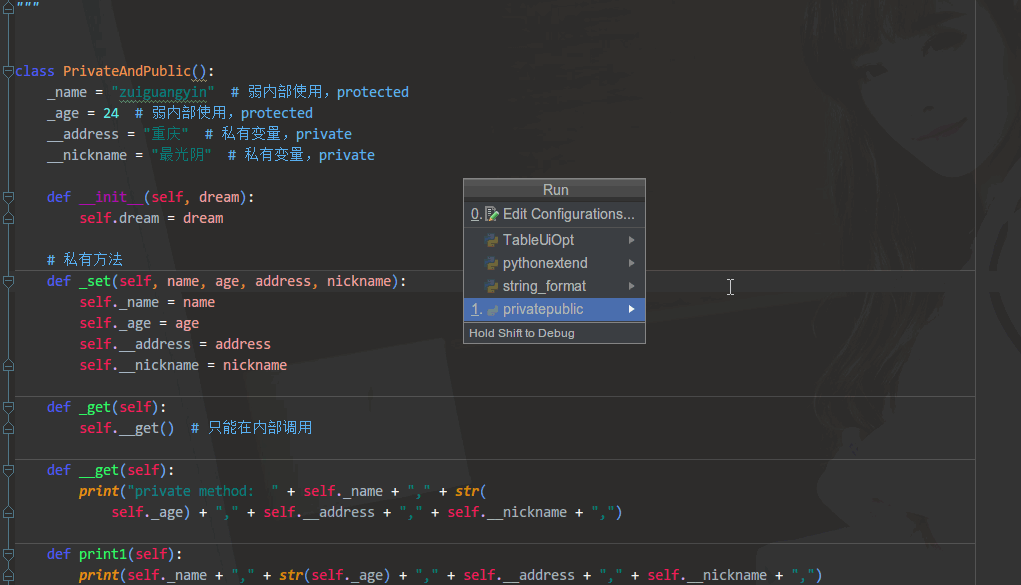 """
class PrivateAndPublic():
    _name = "zuiguangyin"  # 弱内部使用，protected
    _age = 24  # 弱内部使用，protected
    __address = "重庆"  # 私有变量，private
    __nickname = "最光阴"  # 私有变量，private
    def __init__(self, dream):
        self.dream = dream
    # 私有方法
    def _set(self, name, age, address, nickname):
        self._name = name
        self._age = age
        self.__address = address
        self.__nickname = nickname
    def _get(self):
        self.__get()  # 只能在内部调用
    def __get(self):
        print("private method:  " + self._name + "," + str(
            self._age) + "," + self.__address + "," + self.__nickname + ",")
    def print1(self):
        print(self._name + "," + str(self._age) + "," + self.__address + "," + self.__nickname + ",")
Run
0. Edit Configurations...
TableUiOpt
pythonextend
string_format
1. privatepublic
Hold Shift to Debug